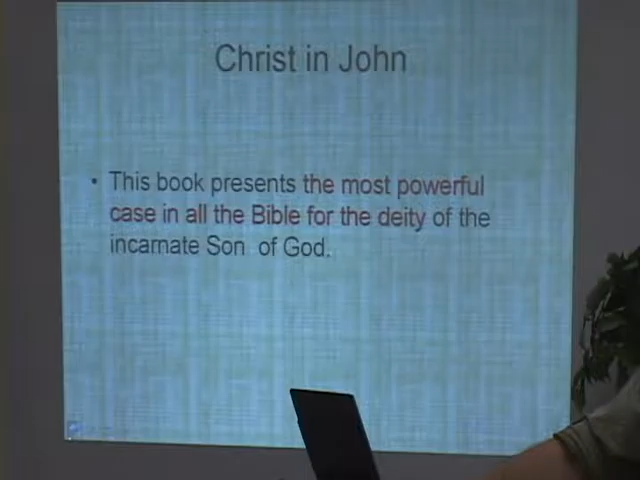 Christ in John
• This book presents the most powerful
case in all the Bible for the deity of the
incarnate Son of God.